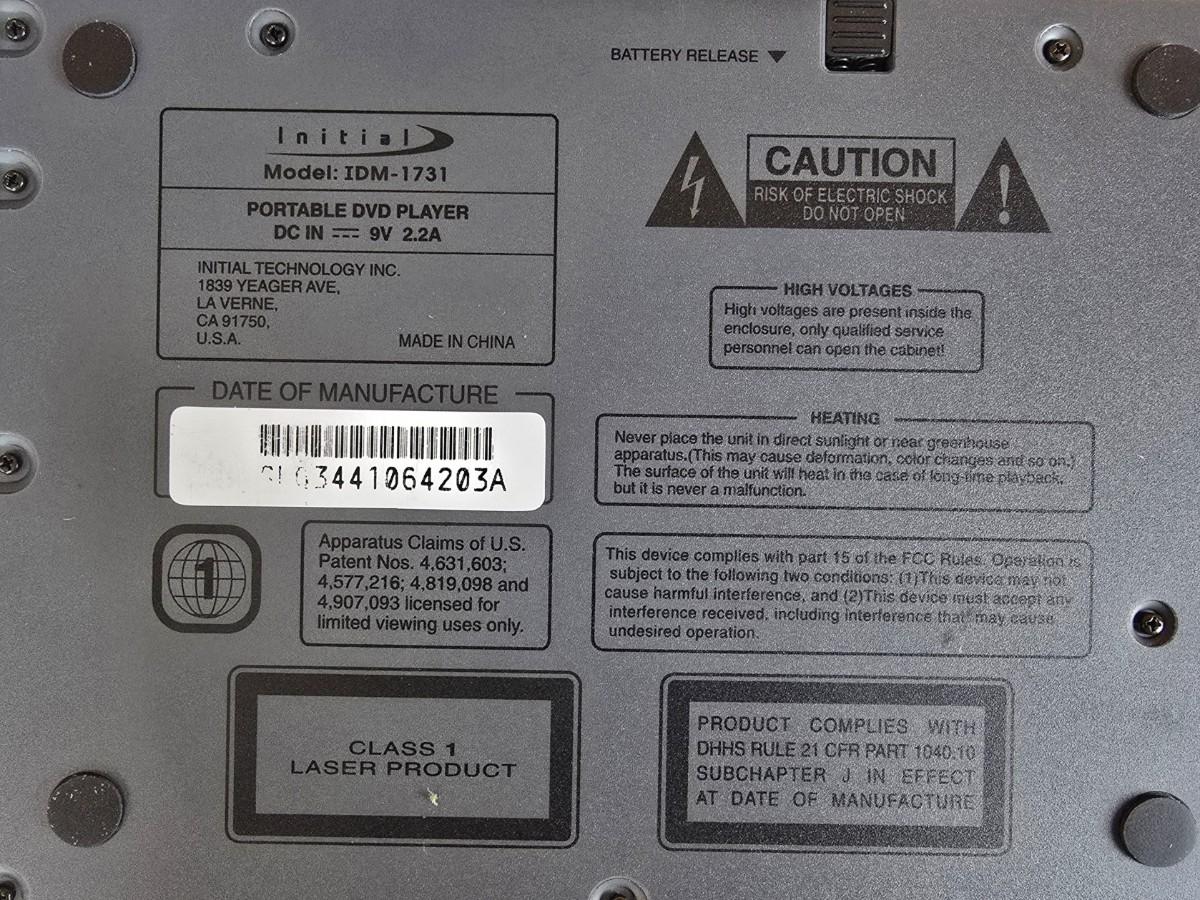 BATTERY RELEASE
Initial
Model: IDM-1731
PORTABLE DVD PLAYER
DC IN ⎓ 9V 2.2A
INITIAL TECHNOLOGY INC.
1839 YEAGER AVE,
LA VERNE,
CA 91750,
U.S.A.
MADE IN CHINA
CAUTION
RISK OF ELECTRIC SHOCK
DO NOT OPEN
HIGH VOLTAGES
High voltages are present inside the
enclosure, only qualified service
personnel can open the cabinet!
DATE OF MANUFACTURE
3441064203A
HEATING
Never place the unit in direct sunlight or near greenhouse
apparatus.(This may cause deformation, color changes and so on.)
The surface of the unit will heat in the case of long-time playback,
but it is never a malfunction.
1
Apparatus Claims of U.S.
Patent Nos. 4,631,603;
4,577,216; 4,819,098 and
4,907,093 licensed for
limited viewing uses only.
This device complies with part 15 of the FCC Rules. Operation is
subject to the following two conditions: (1)This device may not
cause harmful interference, and (2)This device must accept any
interference received, including interference that may cause
undesired operation.
CLASS 1
LASER PRODUCT
PRODUCT COMPLIES WITH
DHHS RULE 21 CFR PART 1040.10
SUBCHAPTER J IN EFFECT
AT DATE OF MANUFACTURE